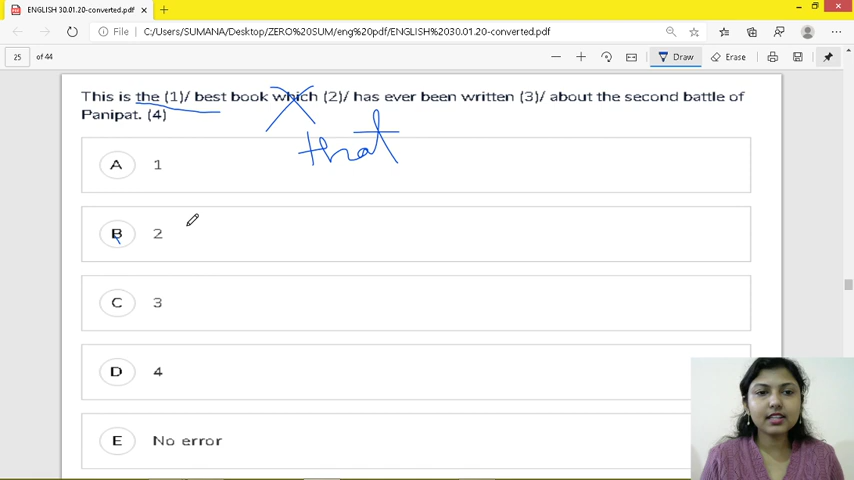 ENGLISH 30.01.20-converted.pdf
File
C:/Users/SUMANA/Desktop/ZERO%20SUM/eng%20pdf/ENGLISH%2030.01.20-converted.pdf
25 of 44
Draw
Erase
This is the (1)/ best book which (2)/ has ever been written (3)/ about the second battle of
Panipat. (4)
that
A 1
B 2
C 3
D 4
E No error